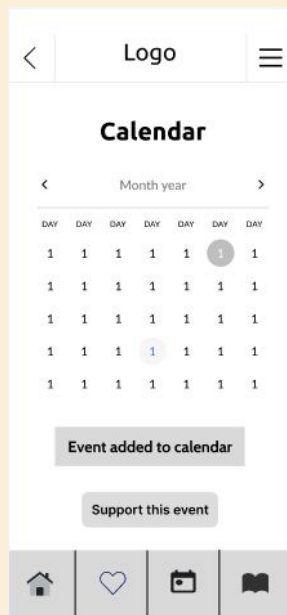 Logo
Calendar
Month year
DAY DAY DAY DAY DAY DAY DAY
1 1 1 1 1 1 1
1 1 1 1 1 1 1
1 1 1 1 1 1 1
1 1 1 1 1 1 1
1 1 1 1 1 1 1
Event added to calendar
Support this event